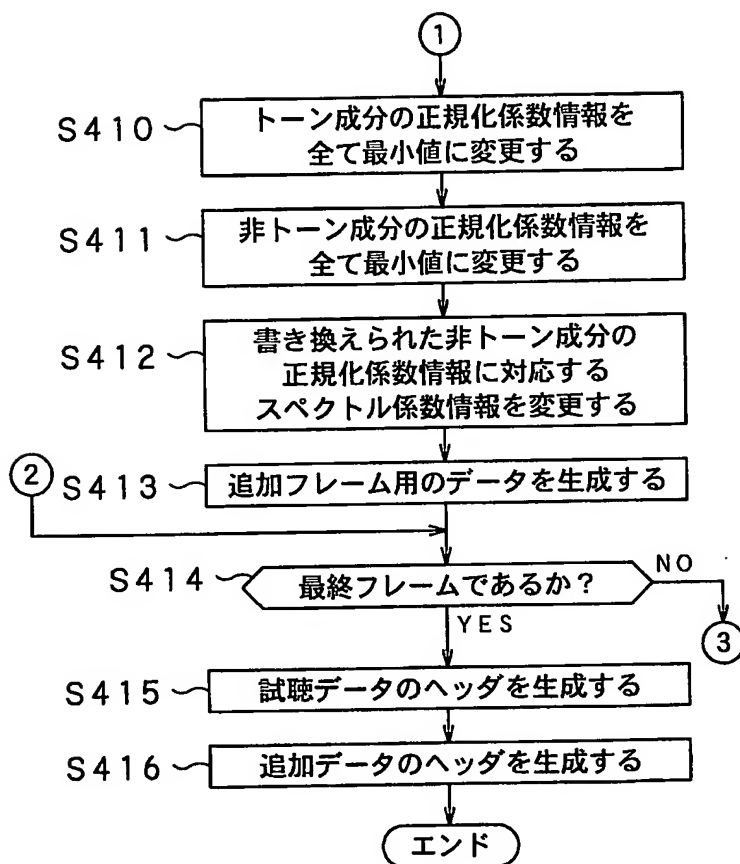 1
S410
トーン成分の正規化係数情報を
全て最小値に変更する
S411
非トーン成分の正規化係数情報を
全て最小値に変更する
S412
書き換えられた非トーン成分の
正規化係数情報に対応する
スペクトル係数情報を変更する
2
S413
追加フレーム用のデータを生成する
S414
最終フレームであるか?
NO
YES
3
S415
試聴データのヘッダを生成する
S416
追加データのヘッダを生成する
エンド